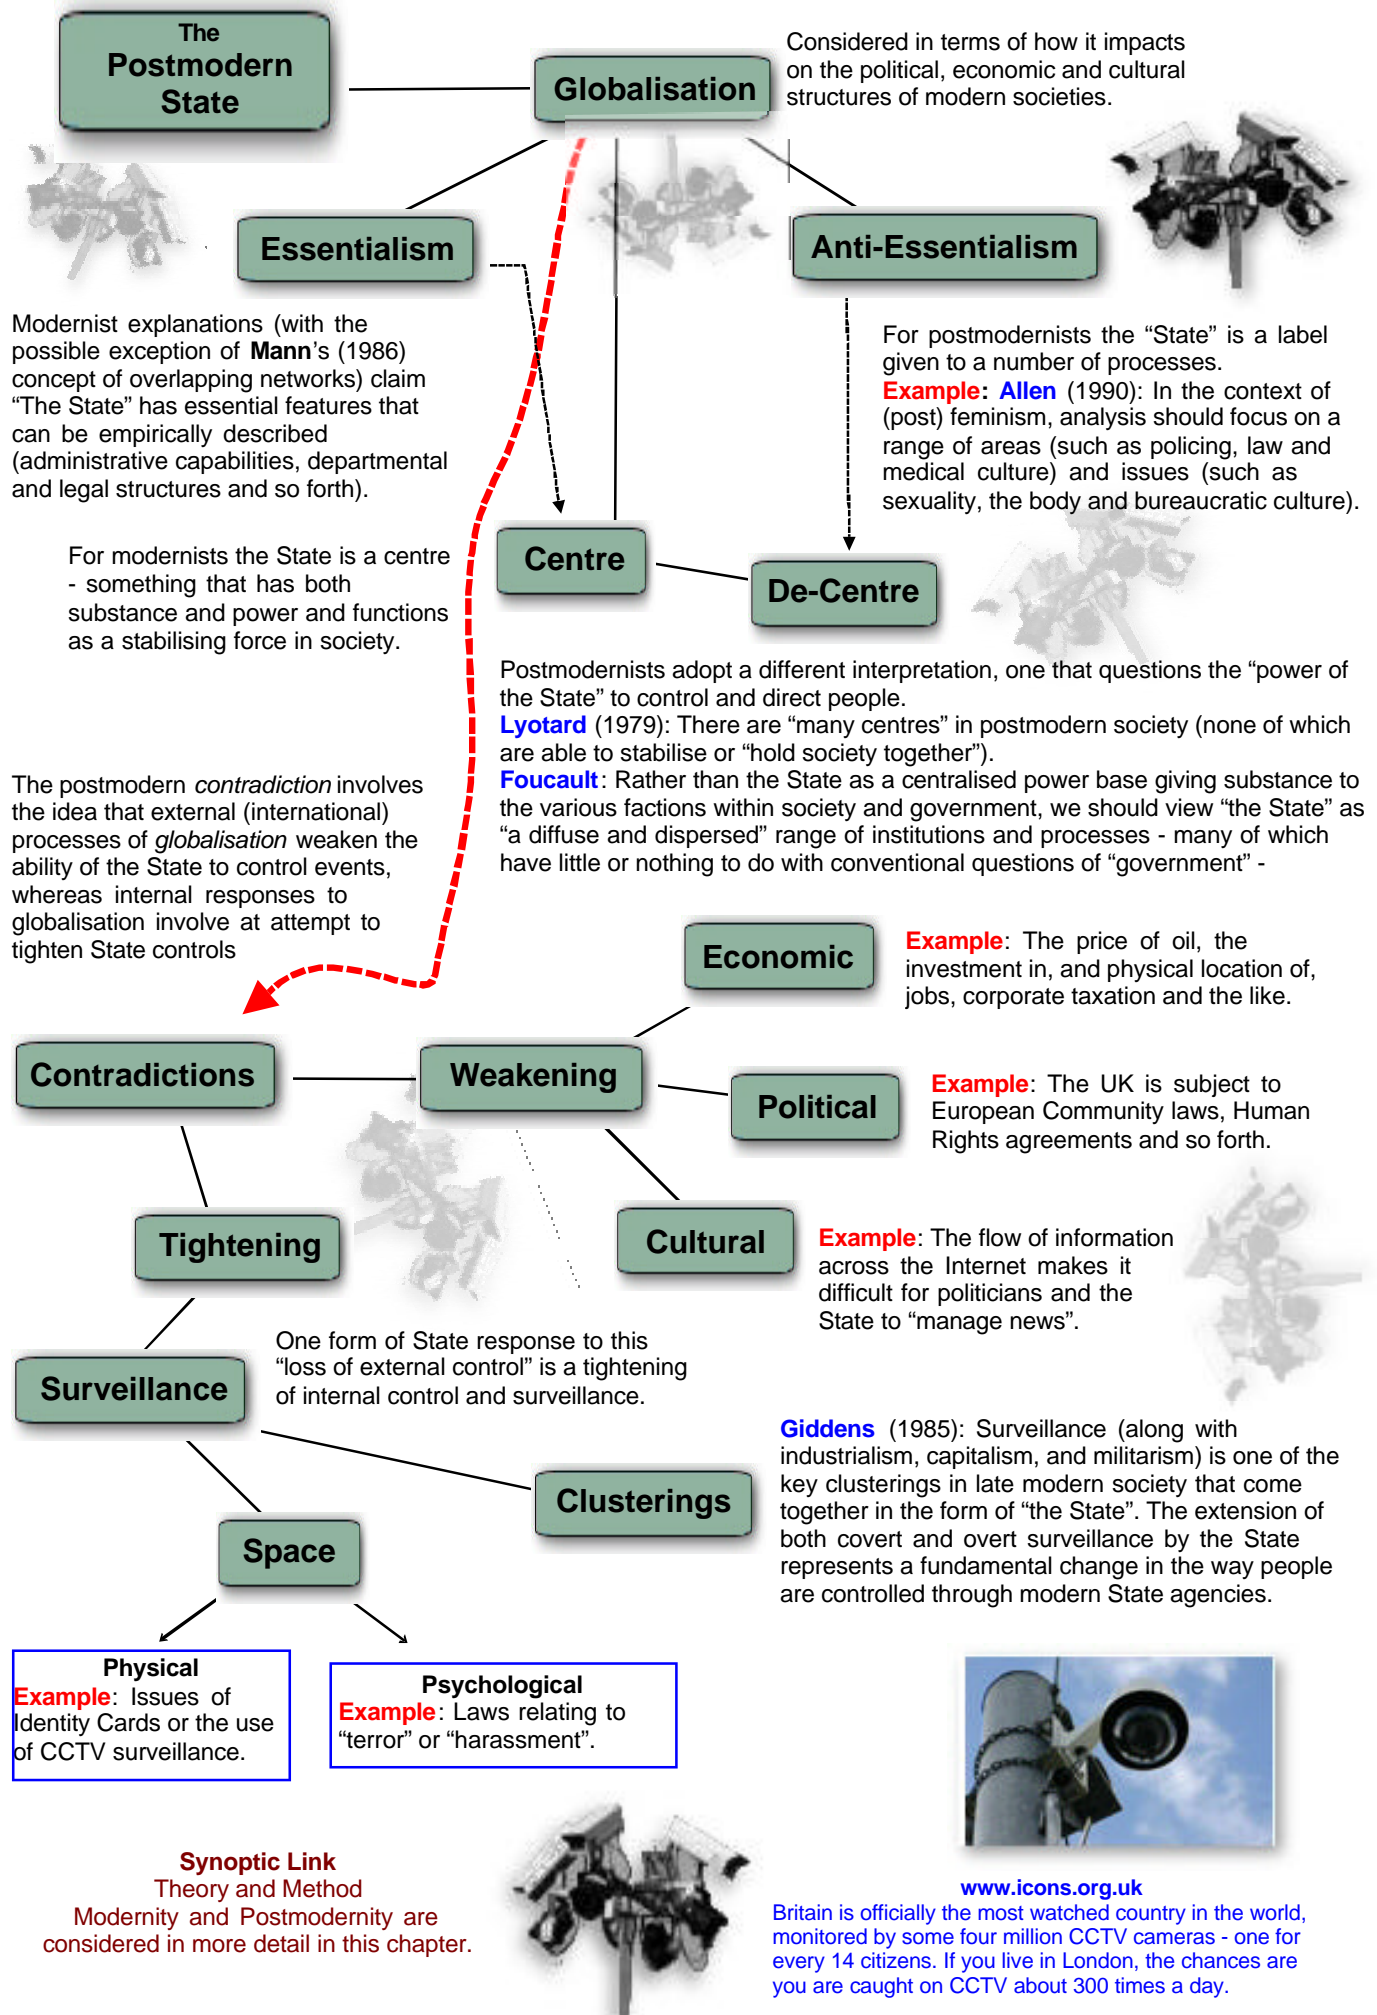 The
Postmodern
State
Globalisation
Considered in terms of how it impacts
on the political, economic and cultural
structures of modern societies.
Essentialism
Anti-Essentialism
Modernist explanations (with the
possible exception of Mann's (1986)
concept of overlapping networks) claim
“The State” has essential features that
can be empirically described
(administrative capabilities, departmental
and legal structures and so forth).
For postmodernists the “State” is a label
given to a number of processes.
Example: Allen (1990): In the context of
(post) feminism, analysis should focus on a
range of areas (such as policing, law and
medical culture) and issues (such as
sexuality, the body and bureaucratic culture).
For modernists the State is a centre
- something that has both
substance and power and functions
as a stabilising force in society.
Centre
De-Centre
Postmodernists adopt a different interpretation, one that questions the “power of
the State” to control and direct people.
Lyotard (1979): There are “many centres” in postmodern society (none of which
are able to stabilise or “hold society together”).
Foucault: Rather than the State as a centralised power base giving substance to
the various factions within society and government, we should view “the State” as
“a diffuse and dispersed” range of institutions and processes - many of which
have little or nothing to do with conventional questions of “government” -
The postmodern contradiction involves
the idea that external (international)
processes of globalisation weaken the
ability of the State to control events,
whereas internal responses to
globalisation involve at attempt to
tighten State controls
Economic
Example: The price of oil, the
investment in, and physical location of,
jobs, corporate taxation and the like.
Contradictions
Weakening
Political
Example: The UK is subject to
European Community laws, Human
Rights agreements and so forth.
Tightening
Cultural
Example: The flow of information
across the Internet makes it
difficult for politicians and the
State to “manage news”.
Surveillance
One form of State response to this
“loss of external control” is a tightening
of internal control and surveillance.
Clusterings
Giddens (1985): Surveillance (along with
industrialism, capitalism, and militarism) is one of the
key clusterings in late modern society that come
together in the form of “the State”. The extension of
both covert and overt surveillance by the State
represents a fundamental change in the way people
are controlled through modern State agencies.
Space
Physical
Example: Issues of
Identity Cards or the use
of CCTV surveillance.
Psychological
Example: Laws relating to
“terror” or “harassment”.
Synoptic Link
Theory and Method
Modernity and Postmodernity are
considered in more detail in this chapter.
www.icons.org.uk
Britain is officially the most watched country in the world,
monitored by some four million CCTV cameras - one for
every 14 citizens. If you live in London, the chances are
you are caught on CCTV about 300 times a day.